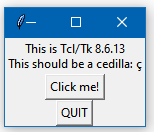 This is Tcl/Tk 8.6.13
This should be a cedilla: ç
Click me!
QUIT